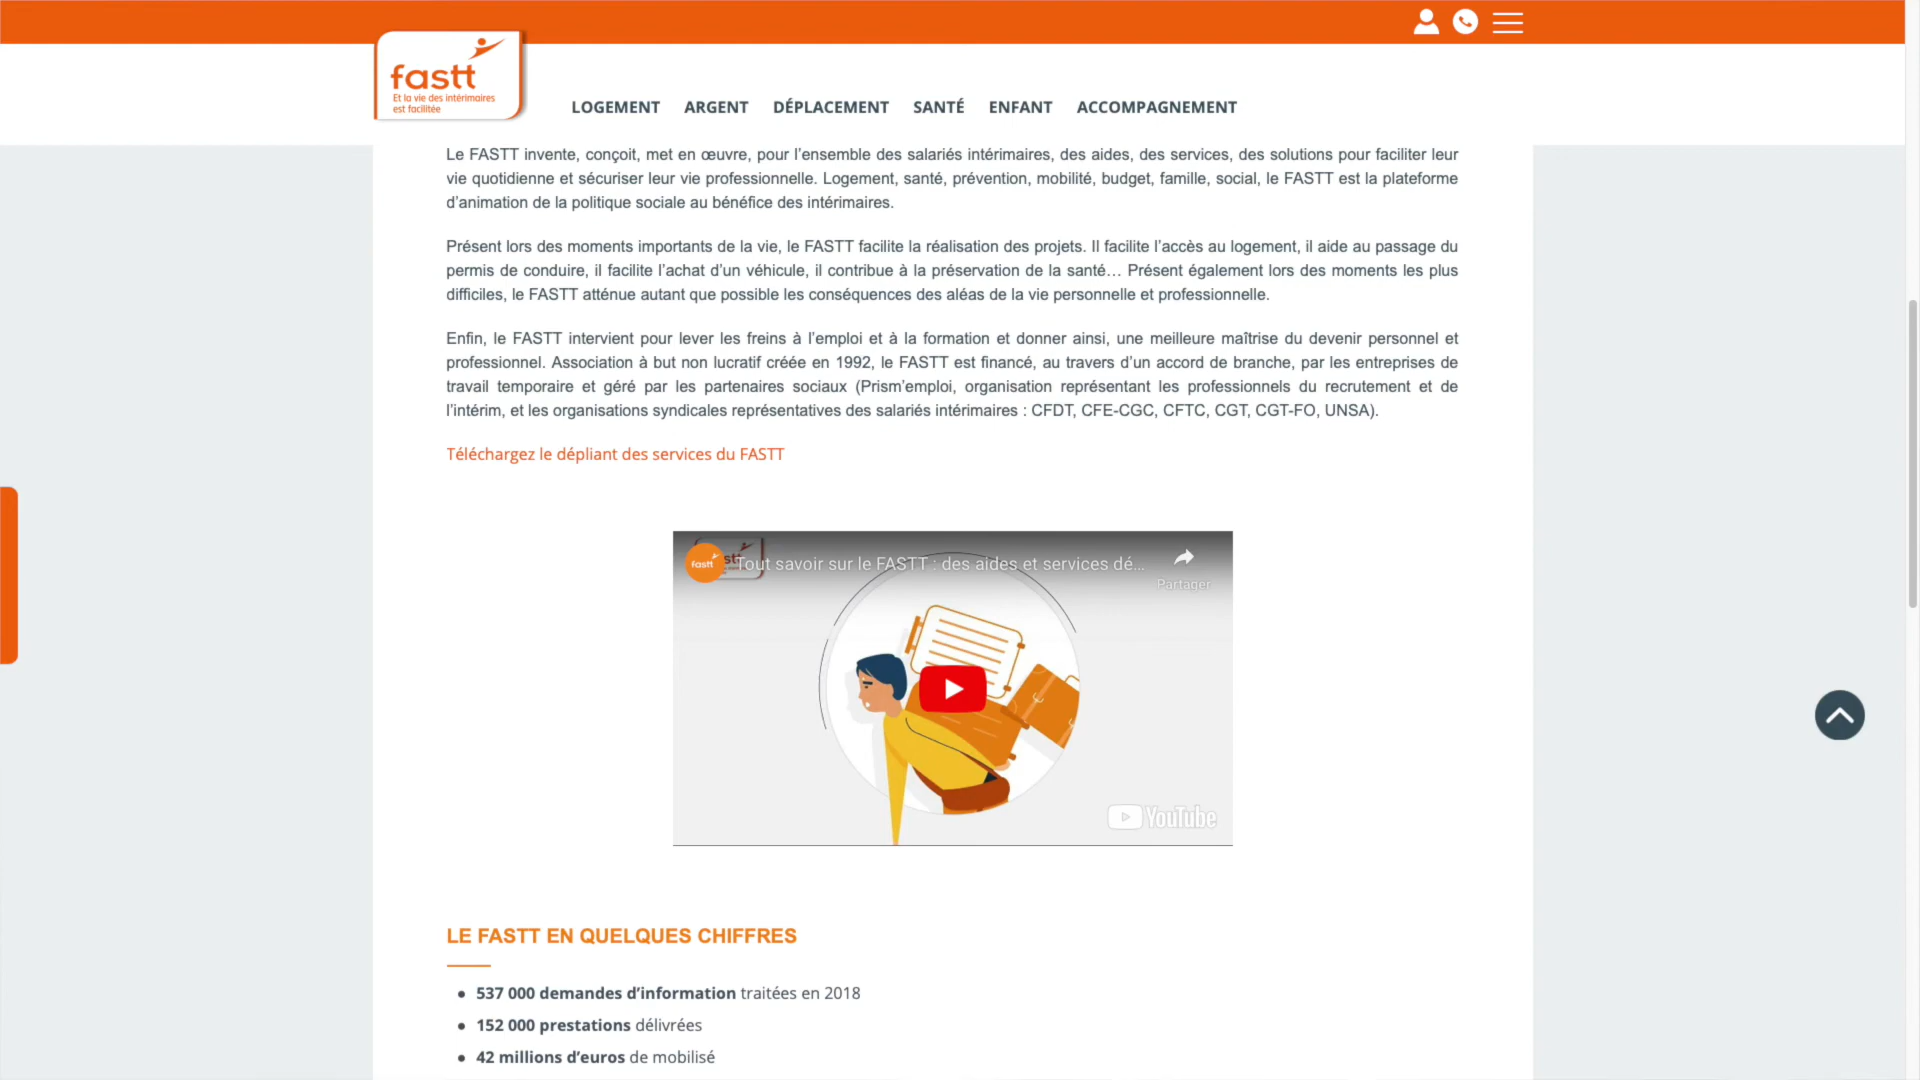 fastt
Et la vie des intérimaires
est facilitée
LOGEMENT ARGENT DÉPLACEMENT SANTÉ ENFANT ACCOMPAGNEMENT
Le FASTT invente, conçoit, met en œuvre, pour l’ensemble des salariés intérimaires, des aides, des services, des solutions pour faciliter leur
vie quotidienne et sécuriser leur vie professionnelle. Logement, santé, prévention, mobilité, budget, famille, social, le FASTT est la plateforme
d’animation de la politique sociale au bénéfice des intérimaires.
Présent lors des moments importants de la vie, le FASTT facilite la réalisation des projets. Il facilite l’accès au logement, il aide au passage du
permis de conduire, il facilite l’achat d’un véhicule, il contribue à la préservation de la santé… Présent également lors des moments les plus
difficiles, le FASTT atténue autant que possible les conséquences des aléas de la vie personnelle et professionnelle.
Enfin, le FASTT intervient pour lever les freins à l’emploi et à la formation et donner ainsi, une meilleure maîtrise du devenir personnel et
professionnel. Association à but non lucratif créée en 1992, le FASTT est financé, au travers d’un accord de branche, par les entreprises de
travail temporaire et géré par les partenaires sociaux (Prism’emploi, organisation représentant les professionnels du recrutement et de
l’intérim, et les organisations syndicales représentatives des salariés intérimaires : CFDT, CFE-CGC, CFTC, CGT, CGT-FO, UNSA).
Téléchargez le dépliant des services du FASTT
fastt Tout savoir sur le FASTT : des aides et services dé...
Partager
YouTube
LE FASTT EN QUELQUES CHIFFRES
• 537 000 demandes d’information traitées en 2018
• 152 000 prestations délivrées
• 42 millions d’euros de mobilisé